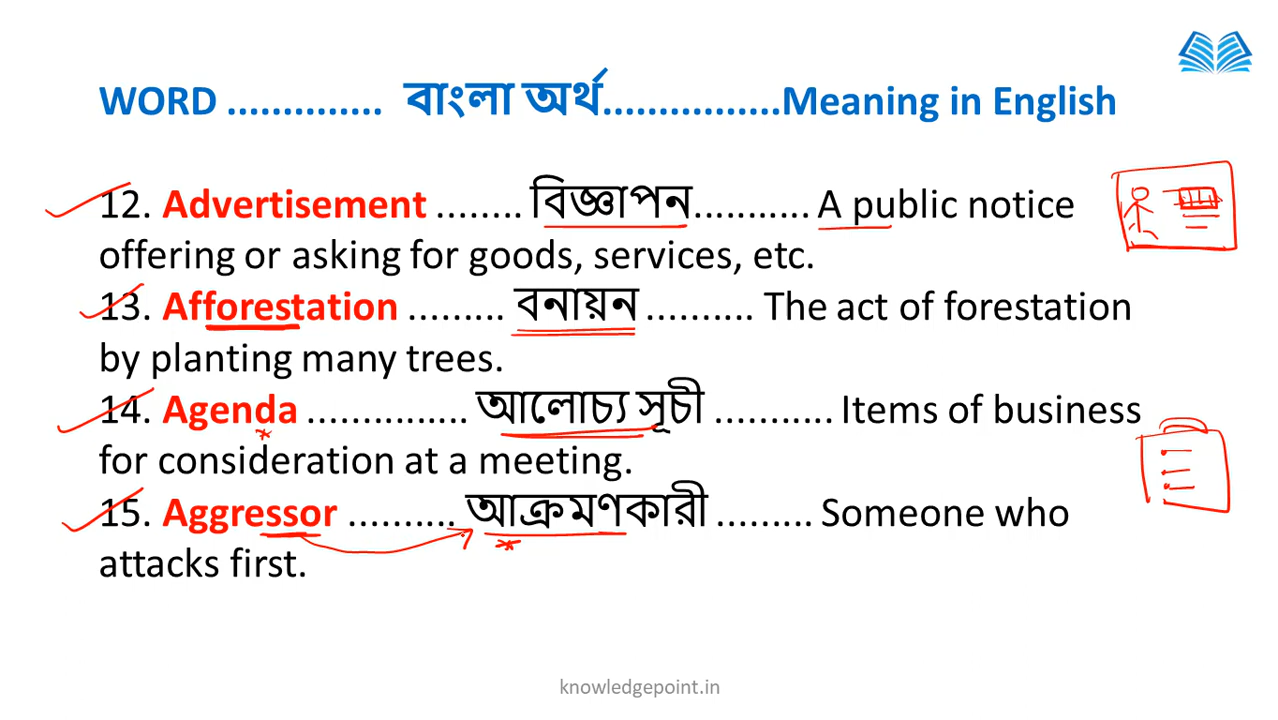 WORD .............. বাংলা অর্থ................Meaning in English
12. Advertisement ........ বিজ্ঞাপন........... A public notice
offering or asking for goods, services, etc.
13. Afforestation ......... বনায়ন .......... The act of forestation
by planting many trees.
14. Agenda ............... আলোচ্য সূচী ........... Items of business
for consideration at a meeting.
15. Aggressor .......... আক্রমণকারী ......... Someone who
attacks first.
knowledgepoint.in